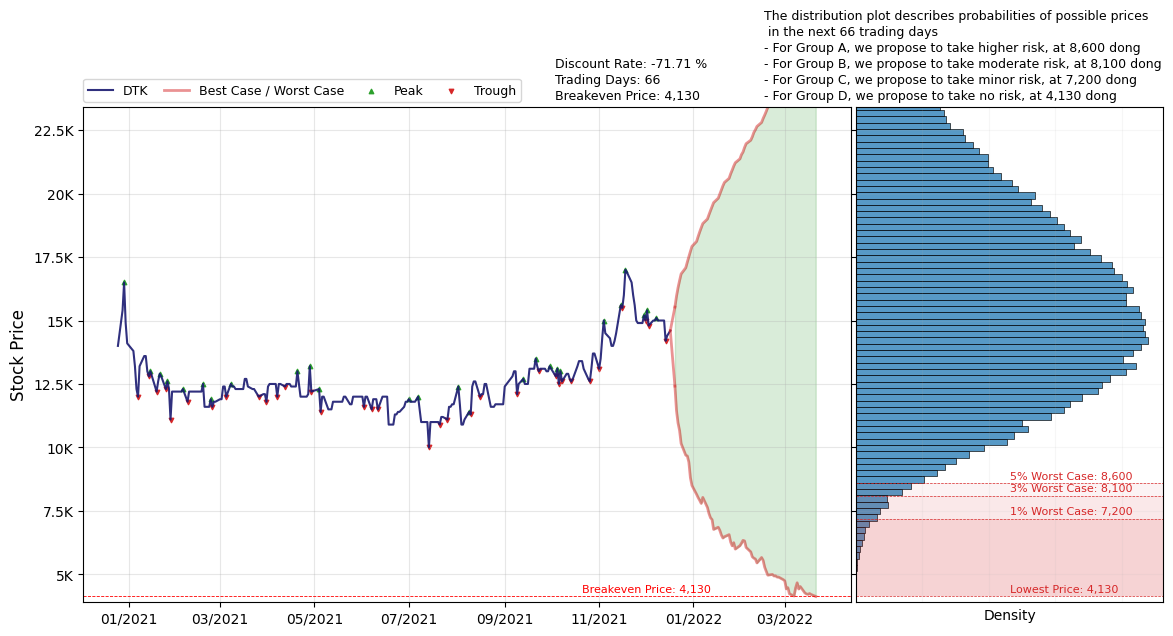 The distribution plot describes probabilities of possible prices
in the next 66 trading days
- For Group A, we propose to take higher risk, at 8,600 dong
- For Group B, we propose to take moderate risk, at 8,100 dong
- For Group C, we propose to take minor risk, at 7,200 dong
- For Group D, we propose to take no risk, at 4,130 dong
Discount Rate: -71.71 %
Trading Days: 66
Breakeven Price: 4,130
DTK
Best Case / Worst Case
Peak
Trough
Stock Price
22.5K
20K
17.5K
15K
12.5K
10K
7.5K
5K
Breakeven Price: 4,130
01/2021
03/2021
05/2021
07/2021
09/2021
11/2021
01/2022
03/2022
5% Worst Case: 8,600
3% Worst Case: 8,100
1% Worst Case: 7,200
Lowest Price: 4,130
Density